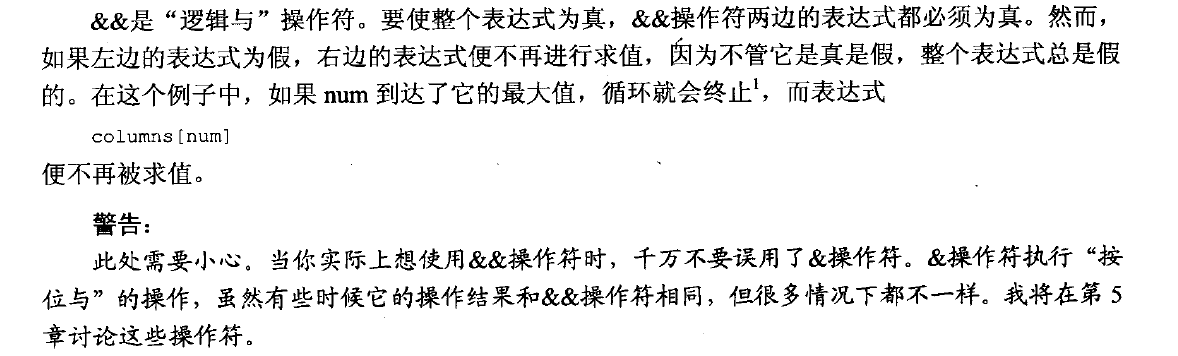 &&是“逻辑与”操作符。要使整个表达式为真，&&操作符两边的表达式都必须为真。然而，
如果左边的表达式为假，右边的表达式便不再进行求值，因为不管它是真是假，整个表达式总是假
的。在这个例子中，如果 num 到达了它的最大值，循环就会终止1，而表达式
columns[num]
便不再被求值。
警告：
此处需要小心。当你实际上想使用&&操作符时，千万不要误用了&操作符。&操作符执行“按
位与”的操作，虽然有些时候它的操作结果和&&操作符相同，但很多情况下都不一样。我将在第 5
章讨论这些操作符。